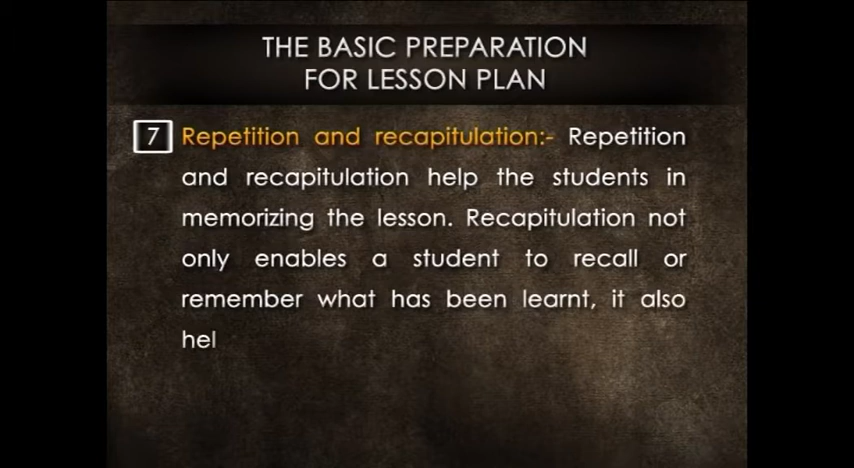 THE BASIC PREPARATION
FOR LESSON PLAN
7 Repetition and recapitulation:- Repetition
and recapitulation help the students in
memorizing the lesson. Recapitulation not
only enables a student to recall or
remember what has been learnt, it also
hel